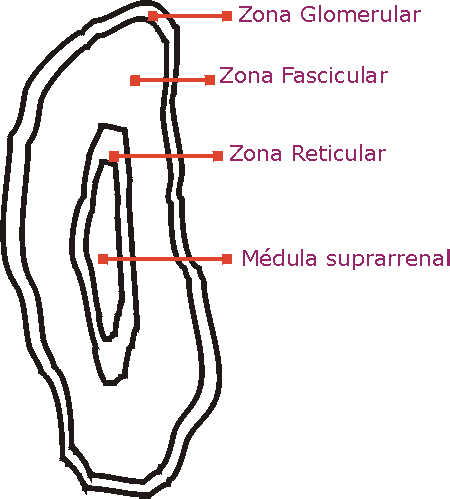 Zona Glomerular
Zona Fascicular
Zona Reticular
Médula suprarrenal